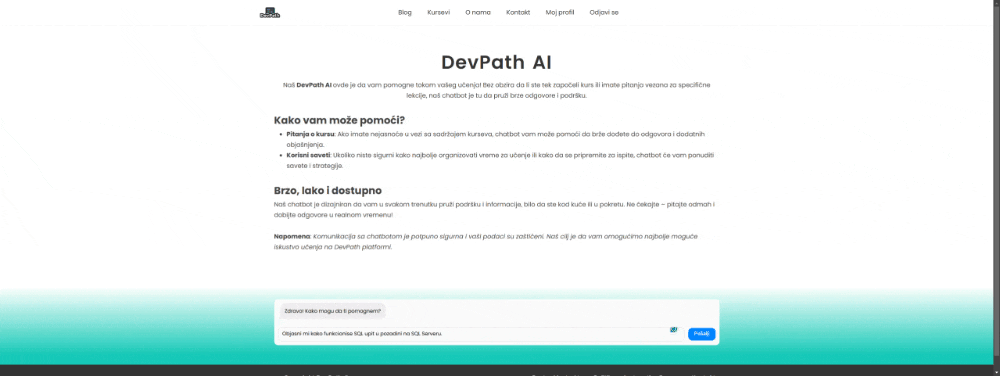 DevPath
Blog Kursevi O nama Kontakt Moj profil Odjavi se
DevPath AI
Naš DevPath AI ovde je da vam pomogne tokom vašeg učenja! Bez obzira da li ste tek započeli kurs ili imate pitanja vezana za specifične
lekcije, naš chatbot je tu da pruži brze odgovore i podršku.
Kako vam može pomoći?
Pitanja o kursu: Ako imate nejasnoće u vezi sa sadržajem kurseva, chatbot vam može pomoći da brže dođete do odgovora i dodatnih
objašnjenja.
Korisni saveti: Ukoliko niste sigurni kako najbolje organizovati vreme za učenje ili kako da se pripremite za ispite, chatbot će vam ponuditi
savete i strategije.
Brzo, lako i dostupno
Naš chatbot je dizajniran da vam u svakom trenutku pruži podršku i informacije, bilo da ste kod kuće ili u pokretu. Ne čekajte – pitajte odmah i
dobijte odgovore u realnom vremenu!
Napomena: Komunikacija sa chatbotom je potpuno sigurna i vaši podaci su zaštićeni. Naš cilj je da vam omogućimo najbolje moguće
iskustvo učenja na DevPath platformi.
Zdravo! Kako mogu da ti pomognem?
Objasni mi kako funkcionise SQL upit u pozadini na SQL Serveru.
Pošalji